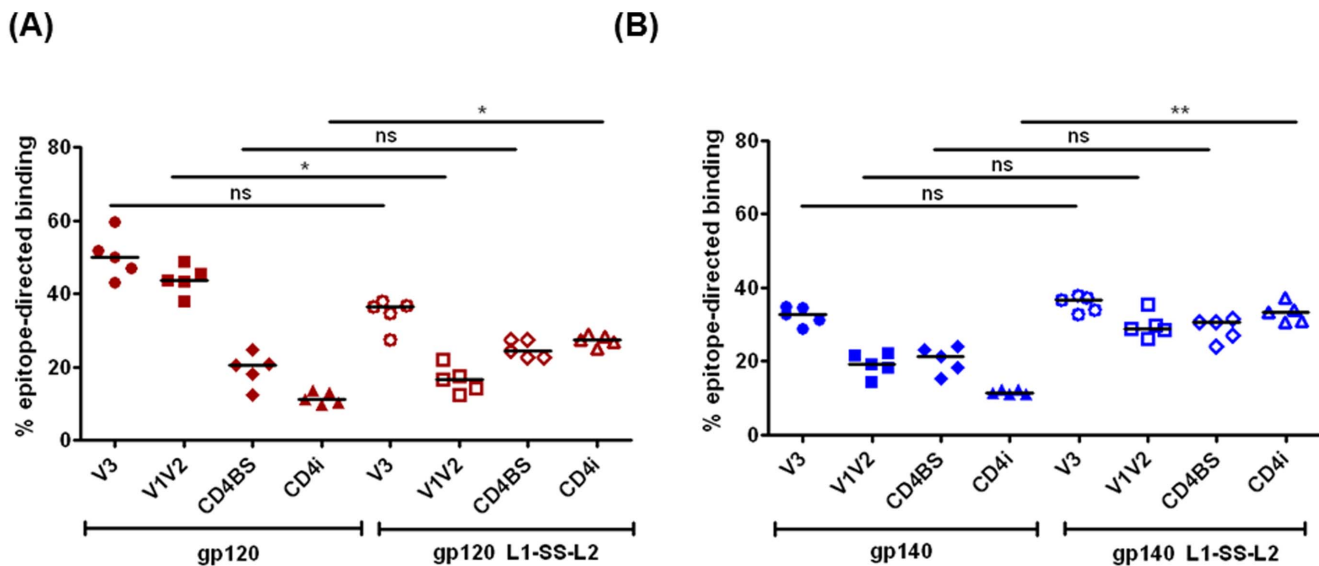 (A)
% epitope-directed binding
80
60
40
20
0
*
ns
*
ns
V3
V1V2
CD4BS
CD4i
V3
V1V2
CD4BS
CD4i
gp120
gp120 L1-SS-L2
(B)
% epitope-directed binding
80
60
40
20
0
**
ns
ns
ns
V3
V1V2
CD4BS
CD4i
V3
V1V2
CD4BS
CD4i
gp140
gp140 L1-SS-L2